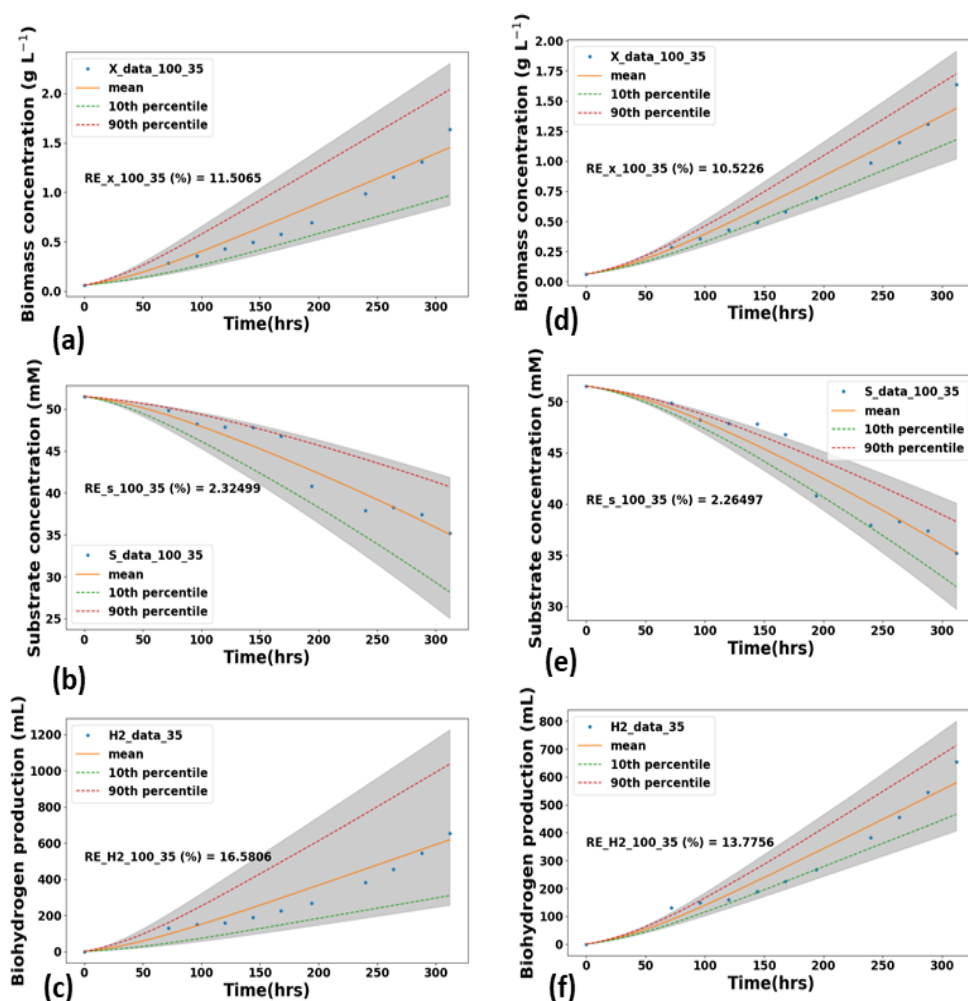 Biomass concentration (g L⁻¹)
2.0
1.5
1.0
0.5
0.0
X_data_100_35
mean
10th percentile
90th percentile
RE_x_100_35 (%) = 11.5065
0 50 100 150 200 250 300
Time(hrs)
(a)
Biomass concentration (g L⁻¹)
2.00
1.75
1.50
1.25
1.00
0.75
0.50
0.25
0.00
X_data_100_35
mean
10th percentile
90th percentile
RE_x_100_35 (%) = 10.5226
0 50 100 150 200 250 300
Time(hrs)
(d)
Substrate concentration (mM)
50
45
40
35
30
25
RE_s_100_35 (%) = 2.32499
S_data_100_35
mean
10th percentile
90th percentile
0 50 100 150 200 250 300
Time(hrs)
(b)
Substrate concentration (mM)
50
45
40
35
30
S_data_100_35
mean
10th percentile
90th percentile
RE_s_100_35 (%) = 2.26497
0 50 100 150 200 250 300
Time(hrs)
(e)
Biohydrogen production (mL)
1200
1000
800
600
400
200
0
H2_data_35
mean
10th percentile
90th percentile
RE_H2_100_35 (%) = 16.5806
0 50 100 150 200 250 300
Time(hrs)
(c)
Biohydrogen production (mL)
800
700
600
500
400
300
200
100
0
H2_data_35
mean
10th percentile
90th percentile
RE_H2_100_35 (%) = 13.7756
0 50 100 150 200 250 300
Time(hrs)
(f)